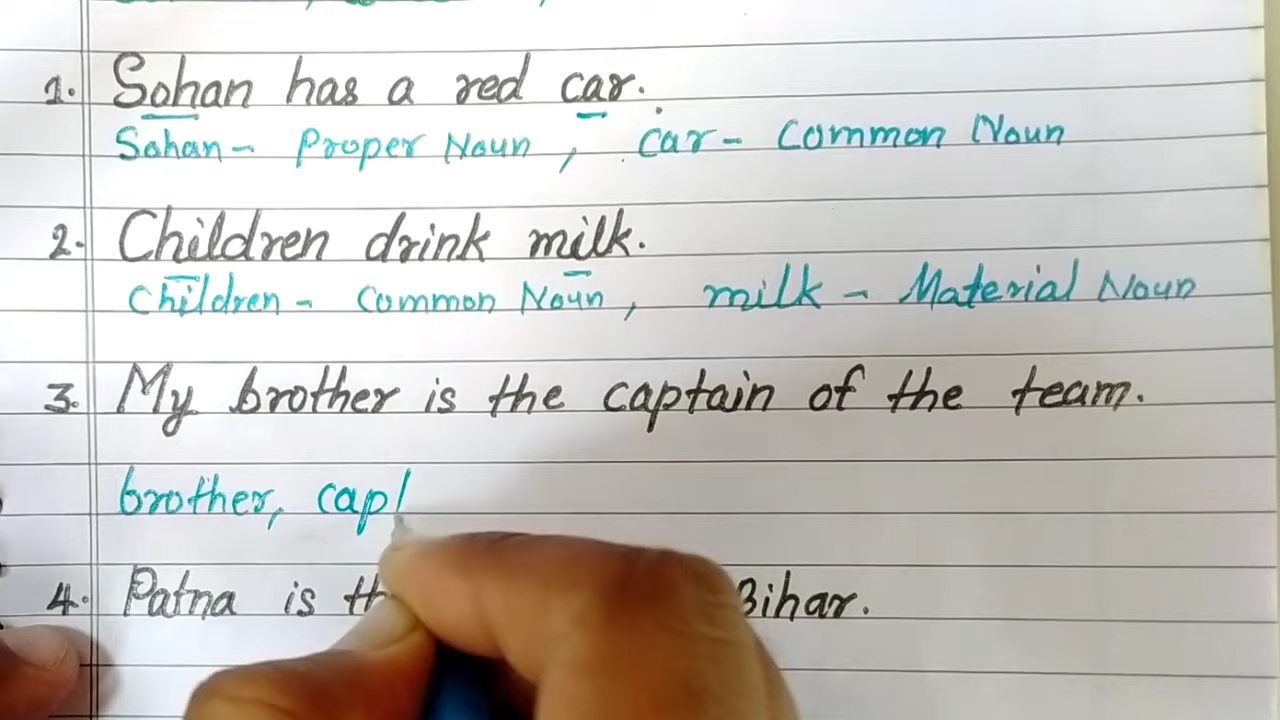 1. Sohan has a red car.
Sohan - Proper Noun , car - Common Noun
2. Children drink milk.
Children - Common Noun , milk - Material Noun
3. My brother is the captain of the team.
brother, cap
4. Patna is th Bihar.